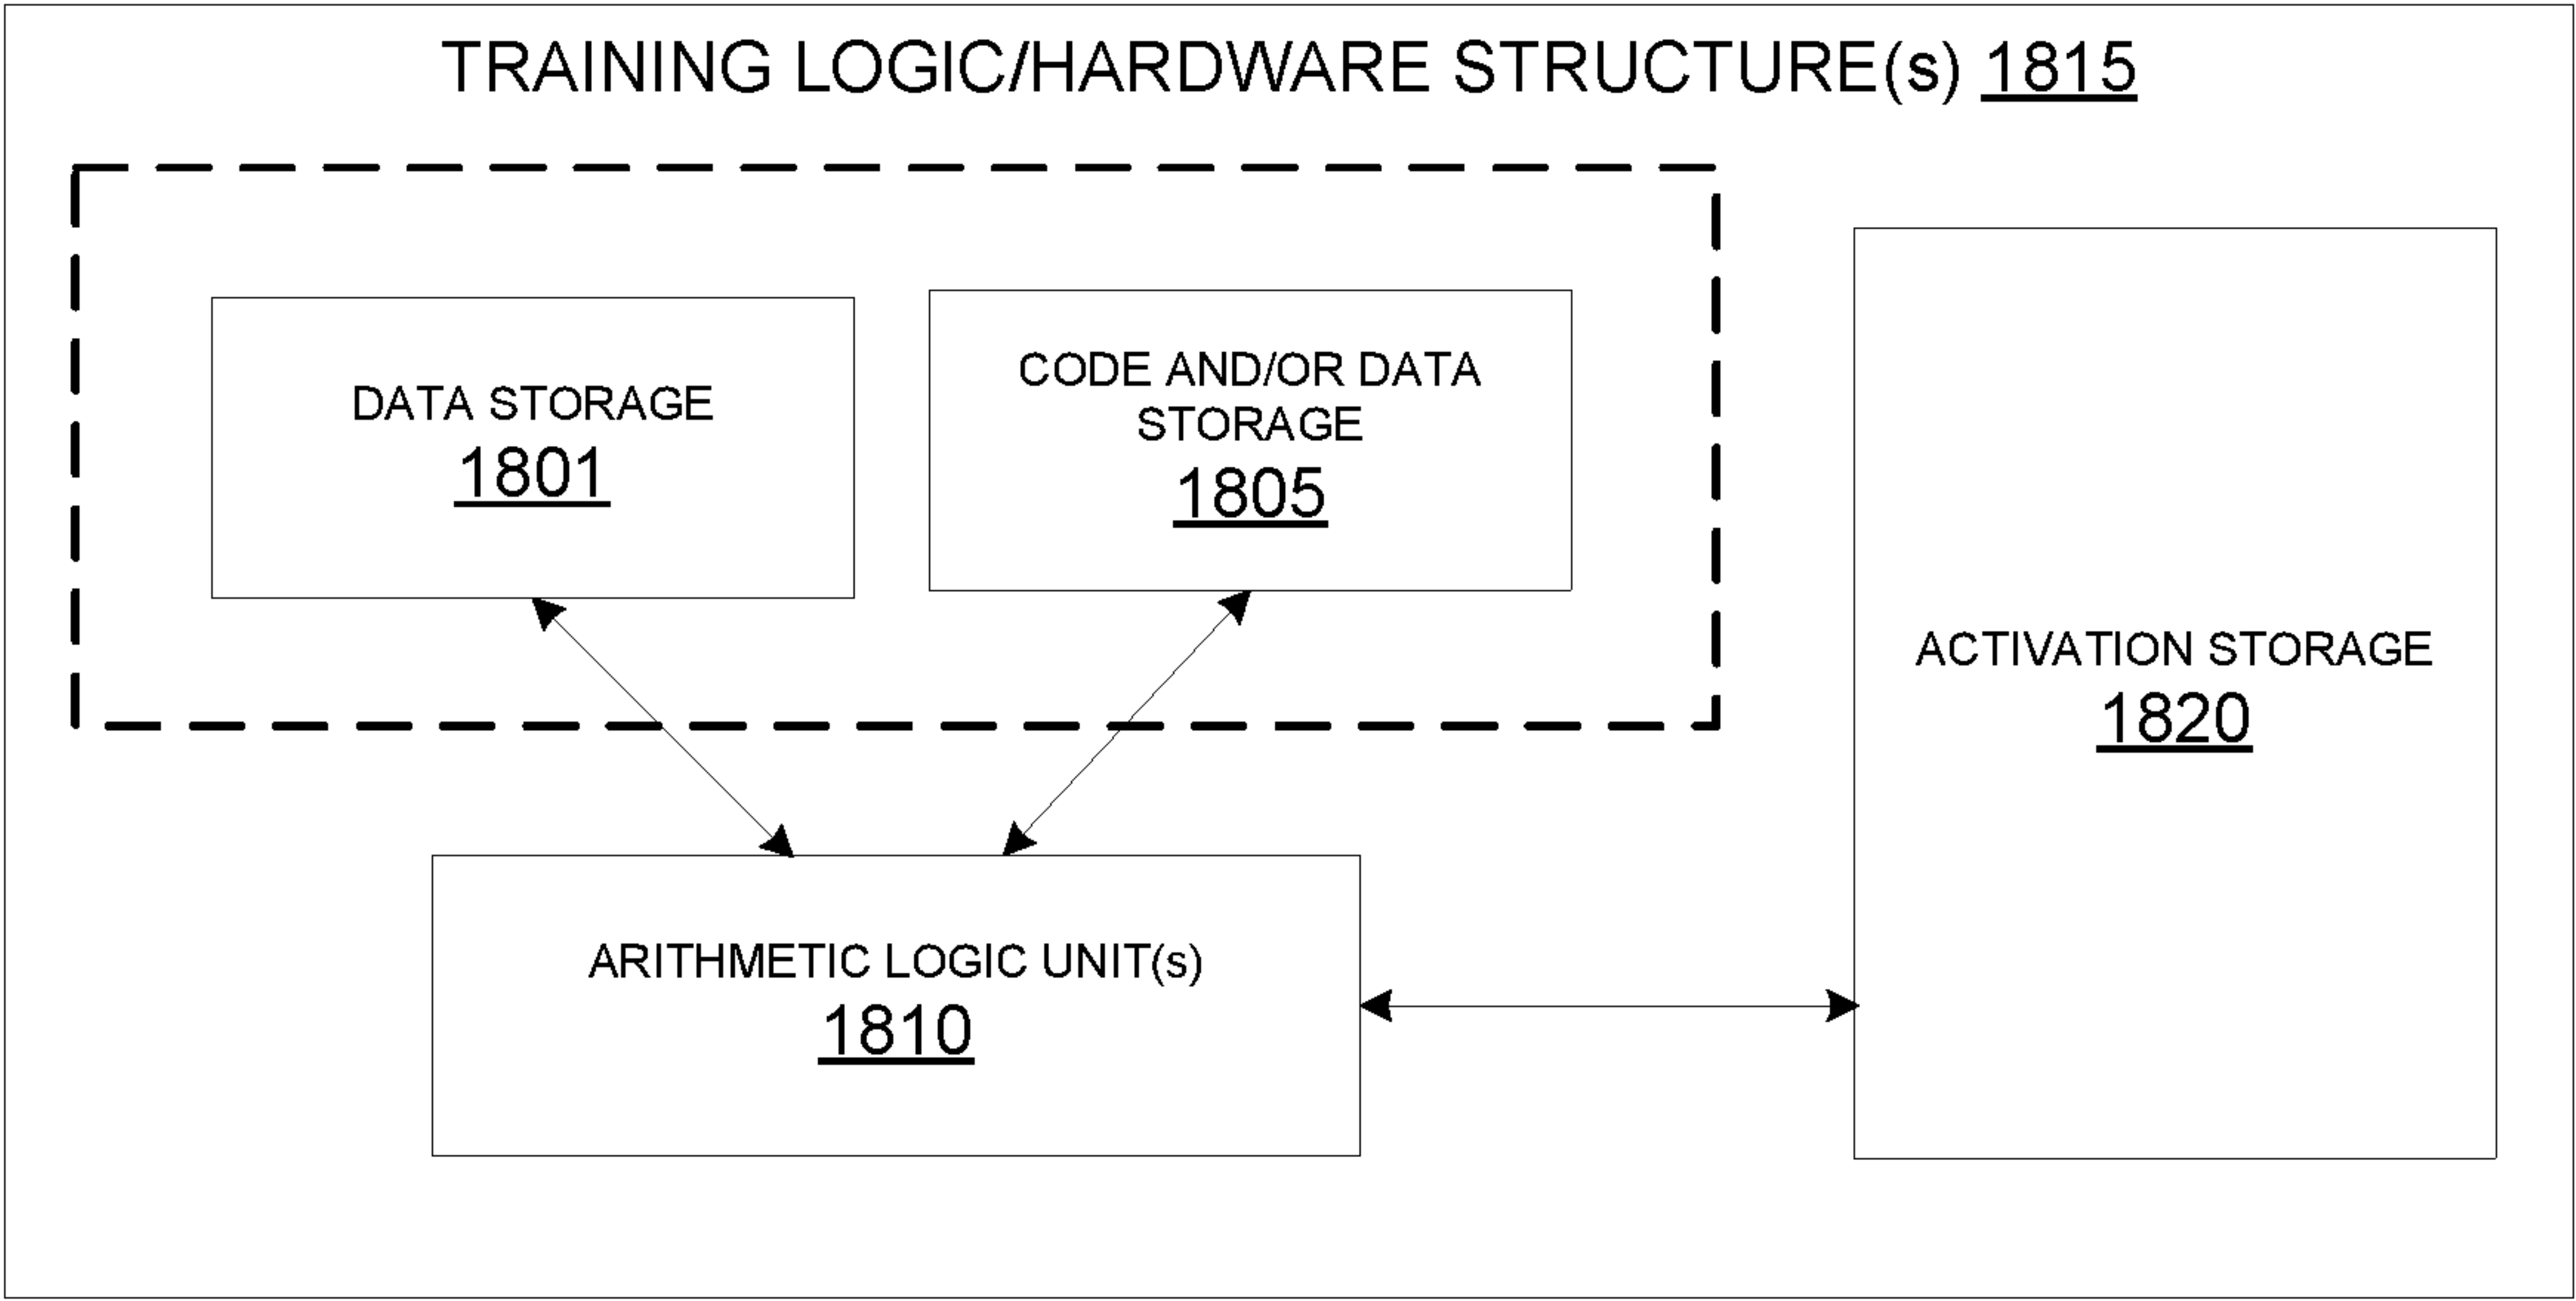 TRAINING LOGIC/HARDWARE STRUCTURE(s) 1815
DATA STORAGE
1801
CODE AND/OR DATA
STORAGE
1805
ACTIVATION STORAGE
1820
ARITHMETIC LOGIC UNIT(s)
1810